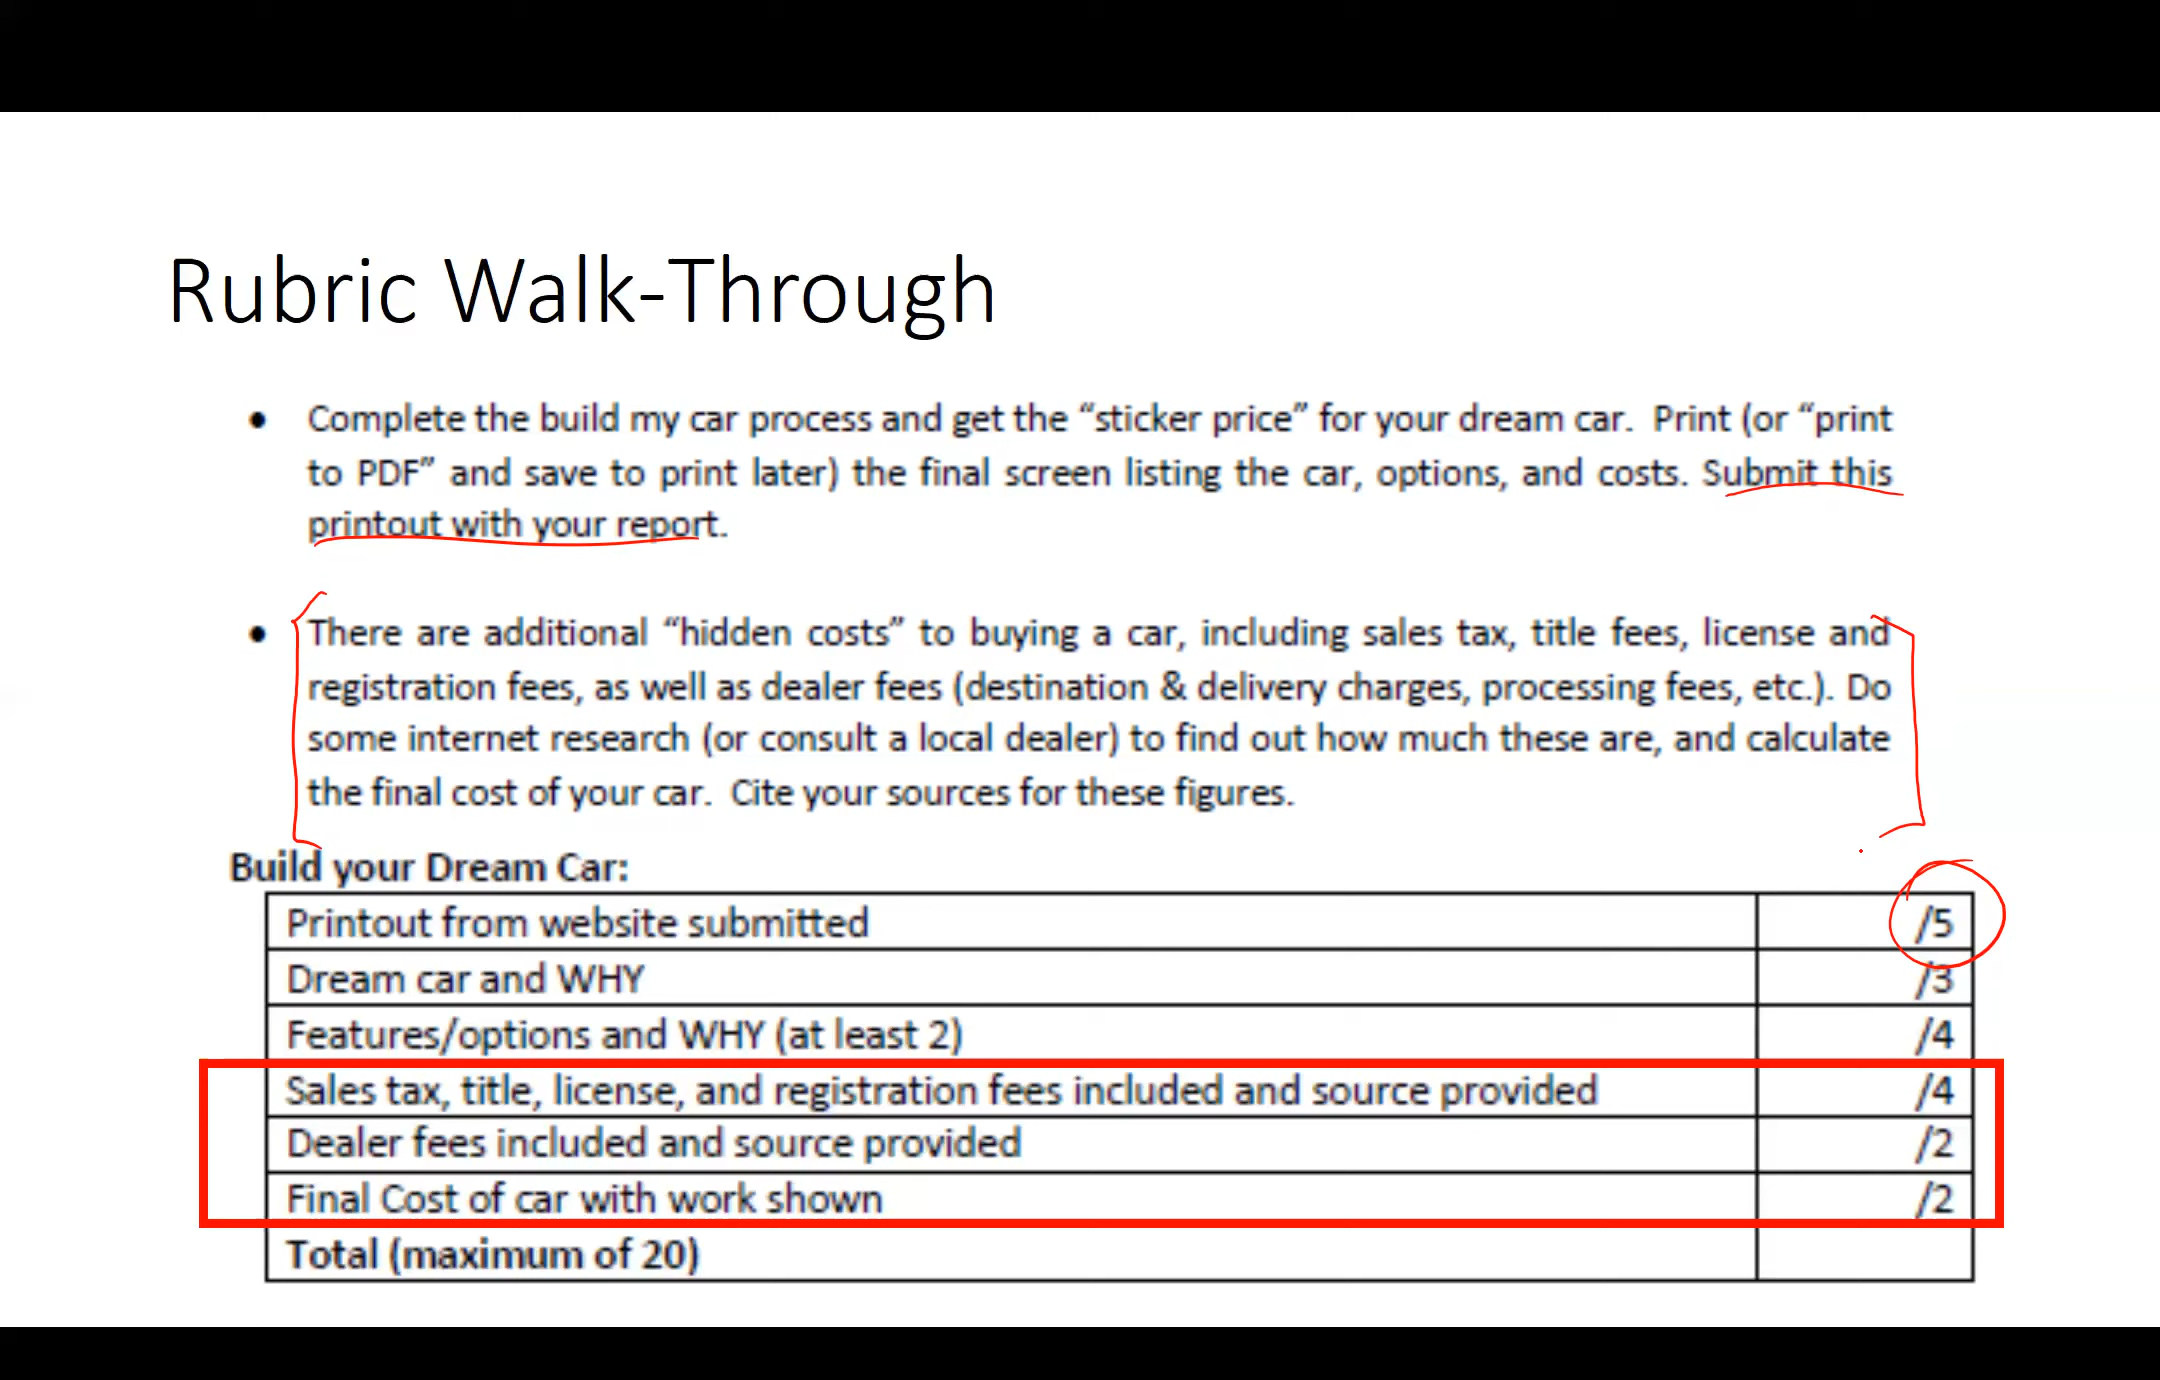 Rubric Walk-Through
• Complete the build my car process and get the “sticker price” for your dream car.  Print (or “print
to PDF” and save to print later) the final screen listing the car, options, and costs. Submit this
printout with your report.
• There are additional “hidden costs” to buying a car, including sales tax, title fees, license and
registration fees, as well as dealer fees (destination & delivery charges, processing fees, etc.). Do
some internet research (or consult a local dealer) to find out how much these are, and calculate
the final cost of your car.  Cite your sources for these figures.
Build your Dream Car:
Printout from website submitted /5
Dream car and WHY /3
Features/options and WHY (at least 2) /4
Sales tax, title, license, and registration fees included and source provided /4
Dealer fees included and source provided /2
Final Cost of car with work shown /2
Total (maximum of 20)